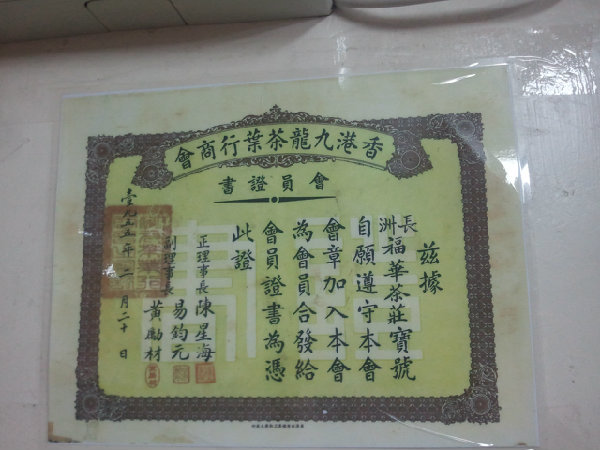 香港九龍茶葉行商會
會員證書
茲據
長洲福華茶莊寶號
自願遵守本會
會章加入本會
為會員合發給
會員證書為憑
此證
正理事長陳星海
副理事長易鈞元
黃勵材
壹九五五年二月二十日